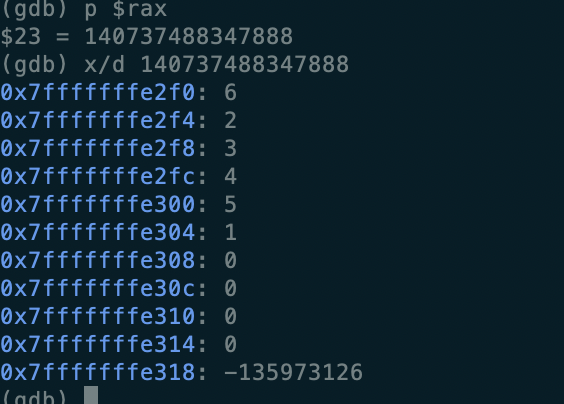 (gdb) p $rax
$23 = 140737488347888
(gdb) x/d 140737488347888
0x7fffffffe2f0: 6
0x7fffffffe2f4: 2
0x7fffffffe2f8: 3
0x7fffffffe2fc: 4
0x7fffffffe300: 5
0x7fffffffe304: 1
0x7fffffffe308: 0
0x7fffffffe30c: 0
0x7fffffffe310: 0
0x7fffffffe314: 0
0x7fffffffe318: -135973126
(gdb)